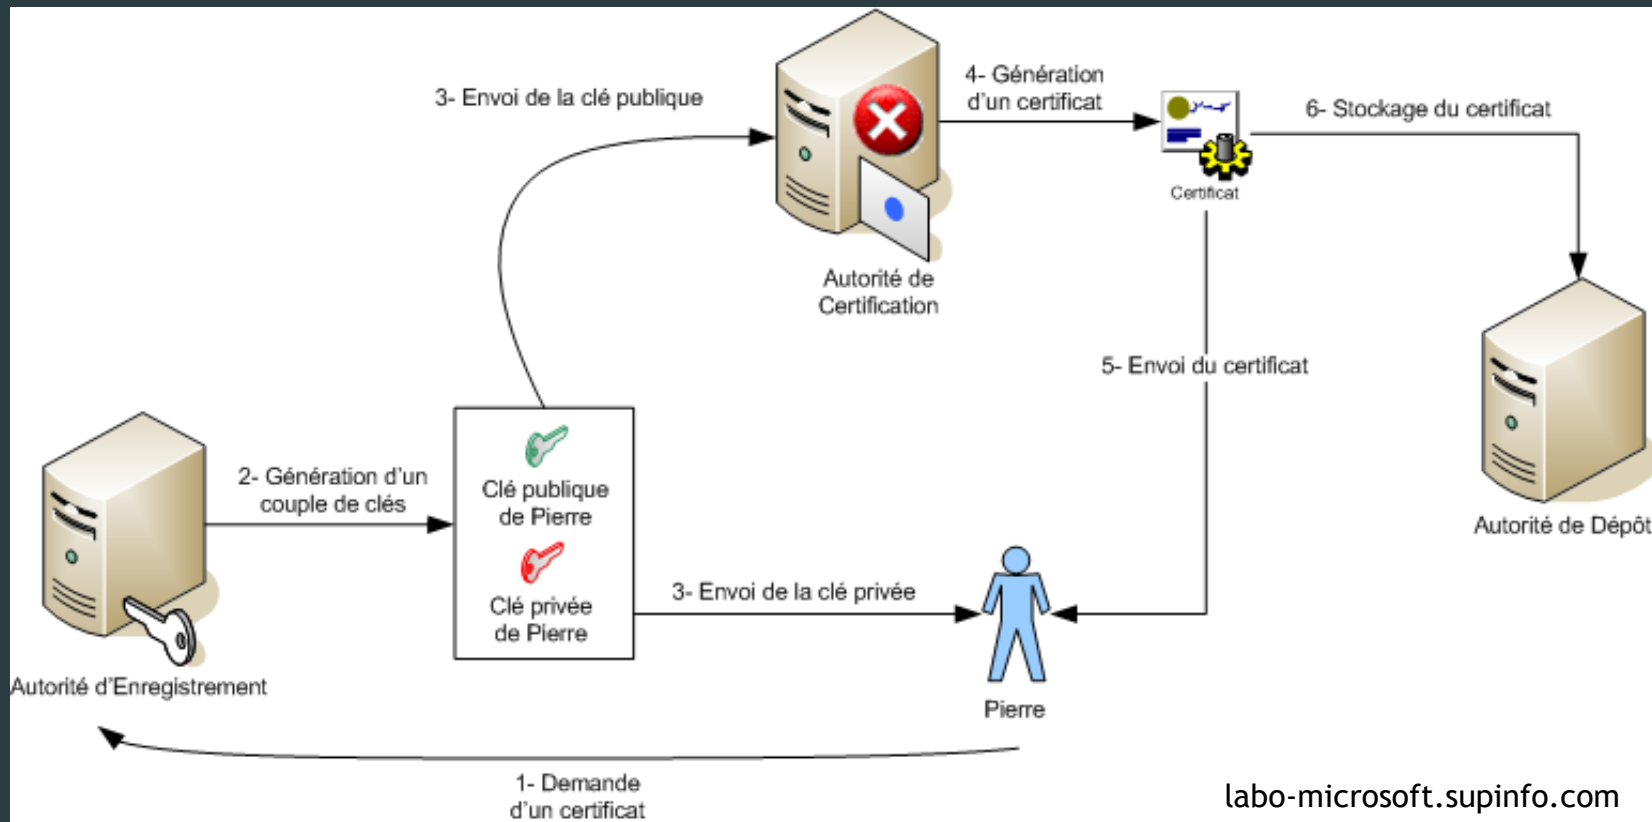 3- Envoi de la clé publique
4- Génération
d'un certificat
6- Stockage du certificat
Certificat
Autorité de
Certification
5- Envoi du certificat
2- Génération d'un
couple de clés
Clé publique
de Pierre
Clé privée
de Pierre
3- Envoi de la clé privée
Autorité de Dépôt
Autorité d'Enregistrement
Pierre
1- Demande
d'un certificat
labo-microsoft.supinfo.com